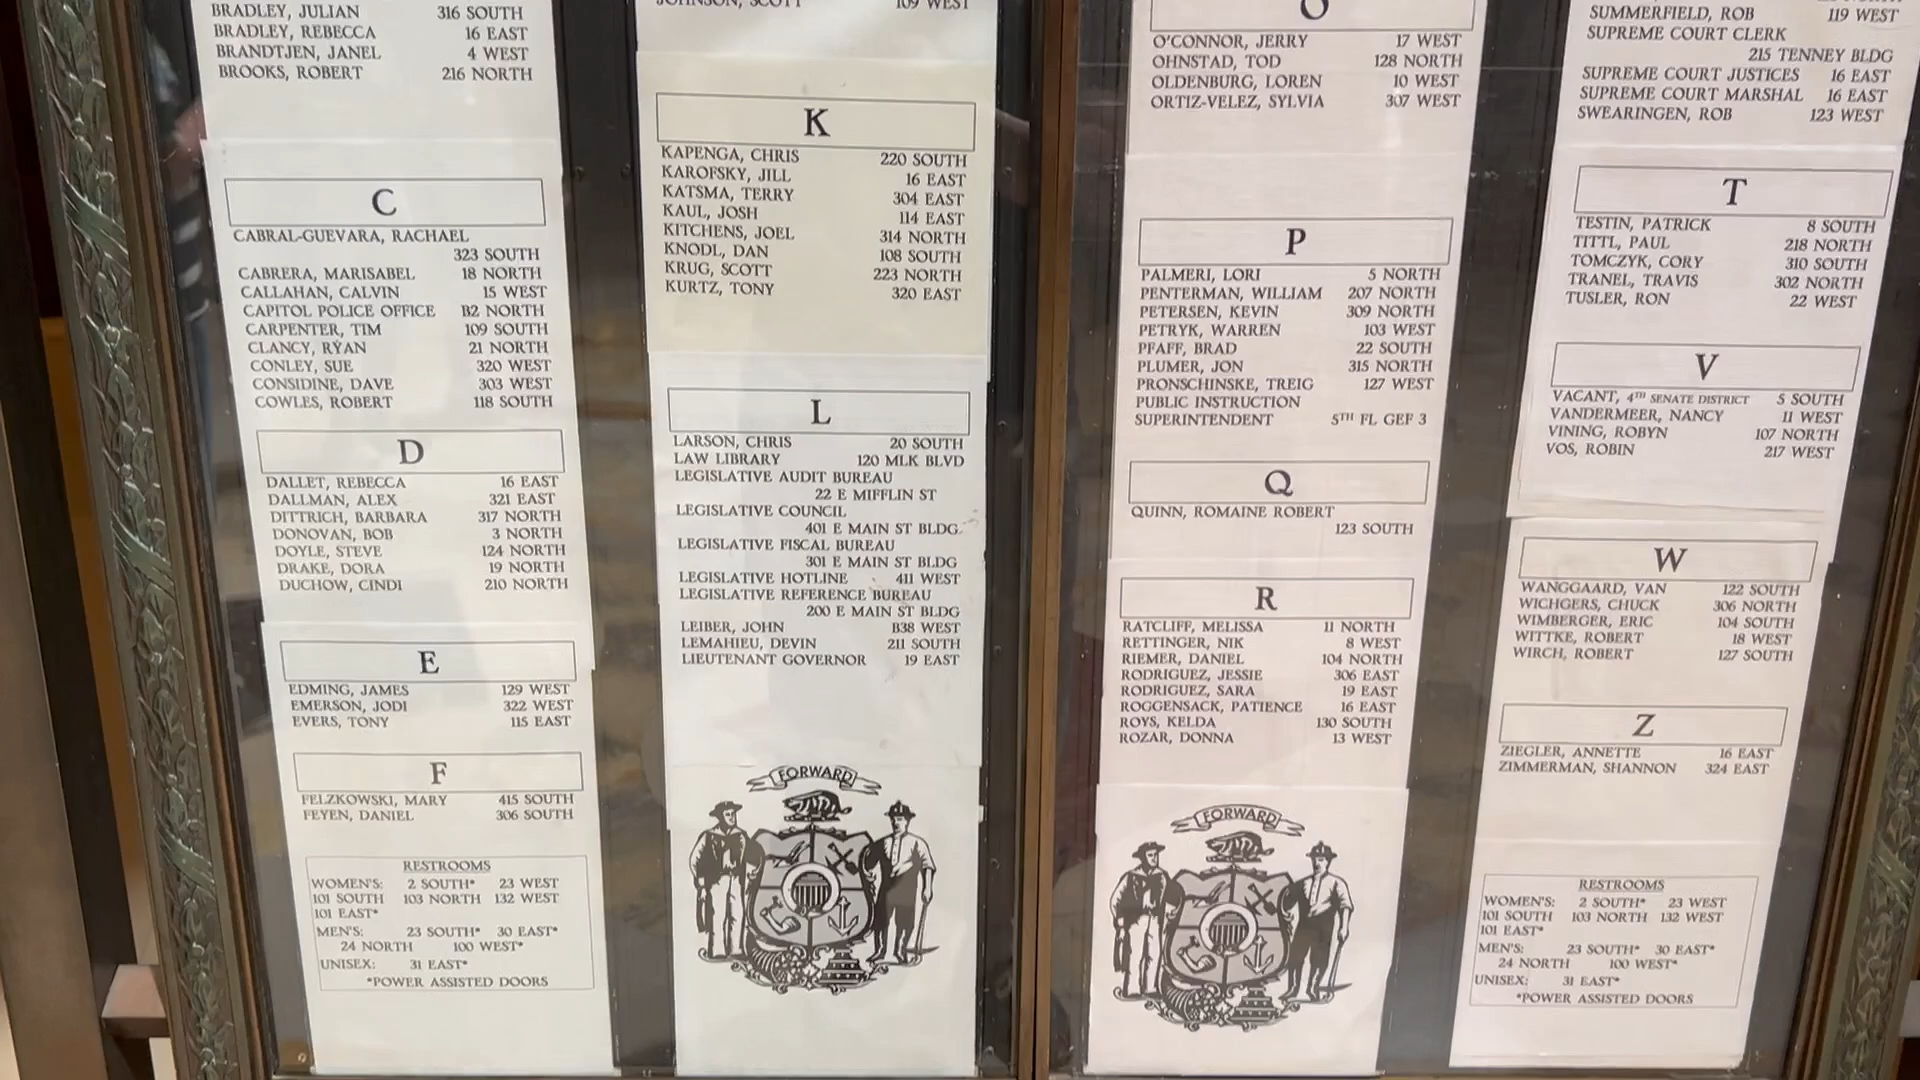 BRADLEY, JULIAN 316 SOUTH
BRADLEY, REBECCA 16 EAST
BRANDTJEN, JANEL 4 WEST
BROOKS, ROBERT 216 NORTH
C
CABRAL-GUEVARA, RACHAEL
323 SOUTH
CABRERA, MARISABEL 18 NORTH
CALLAHAN, CALVIN 15 WEST
CAPITOL POLICE OFFICE B2 NORTH
CARPENTER, TIM 109 SOUTH
CLANCY, RYAN 21 NORTH
CONLEY, SUE 320 WEST
CONSIDINE, DAVE 303 WEST
COWLES, ROBERT 118 SOUTH
D
DALLET, REBECCA 16 EAST
DALLMAN, ALEX 321 EAST
DITTRICH, BARBARA 317 NORTH
DONOVAN, BOB 3 NORTH
DOYLE, STEVE 124 NORTH
DRAKE, DORA 19 NORTH
DUCHOW, CINDI 210 NORTH
E
EDMING, JAMES 129 WEST
EMERSON, JODI 322 WEST
EVERS, TONY 115 EAST
F
FELZKOWSKI, MARY 415 SOUTH
FEYEN, DANIEL 306 SOUTH
RESTROOMS
WOMEN'S: 2 SOUTH* 23 WEST
101 SOUTH 103 NORTH 132 WEST
101 EAST*
MEN'S: 23 SOUTH* 30 EAST*
24 NORTH 100 WEST*
UNISEX: 31 EAST*
*POWER ASSISTED DOORS
JOHNSON, SCOTT 109 WEST
K
KAPENGA, CHRIS 220 SOUTH
KAROFSKY, JILL 16 EAST
KATSMA, TERRY 304 EAST
KAUL, JOSH 114 EAST
KITCHENS, JOEL 314 NORTH
KNODL, DAN 108 SOUTH
KRUG, SCOTT 223 NORTH
KURTZ, TONY 320 EAST
L
LARSON, CHRIS 20 SOUTH
LAW LIBRARY 120 MLK BLVD
LEGISLATIVE AUDIT BUREAU
22 E MIFFLIN ST
LEGISLATIVE COUNCIL
401 E MAIN ST BLDG
LEGISLATIVE FISCAL BUREAU
301 E MAIN ST BLDG
LEGISLATIVE HOTLINE 411 WEST
LEGISLATIVE REFERENCE BUREAU
200 E MAIN ST BLDG
LEIBER, JOHN B38 WEST
LEMAHIEU, DEVIN 211 SOUTH
LIEUTENANT GOVERNOR 19 EAST
FORWARD
O
O'CONNOR, JERRY 17 WEST
OHNSTAD, TOD 128 NORTH
OLDENBURG, LOREN 10 WEST
ORTIZ-VELEZ, SYLVIA 307 WEST
P
PALMERI, LORI 5 NORTH
PENTERMAN, WILLIAM 207 NORTH
PETERSEN, KEVIN 309 NORTH
PETRYK, WARREN 103 WEST
PFAFF, BRAD 22 SOUTH
PLUMER, JON 315 NORTH
PRONSCHINSKE, TREIG 127 WEST
PUBLIC INSTRUCTION
SUPERINTENDENT 5TH FL GEF 3
Q
QUINN, ROMAINE ROBERT
123 SOUTH
R
RATCLIFF, MELISSA 11 NORTH
RETTINGER, NIK 8 WEST
RIEMER, DANIEL 104 NORTH
RODRIGUEZ, JESSIE 306 EAST
RODRIGUEZ, SARA 19 EAST
ROGGENSACK, PATIENCE 16 EAST
ROYS, KELDA 130 SOUTH
ROZAR, DONNA 13 WEST
FORWARD
SUMMERFIELD, ROB 119 WEST
SUPREME COURT CLERK
215 TENNEY BLDG
SUPREME COURT JUSTICES 16 EAST
SUPREME COURT MARSHAL 16 EAST
SWEARINGEN, ROB 123 WEST
T
TESTIN, PATRICK 8 SOUTH
TITTL, PAUL 218 NORTH
TOMCZYK, CORY 310 SOUTH
TRANEL, TRAVIS 302 NORTH
TUSLER, RON 22 WEST
V
VACANT, 4TH SENATE DISTRICT 5 SOUTH
VANDERMEER, NANCY 11 WEST
VINING, ROBYN 107 NORTH
VOS, ROBIN 217 WEST
W
WANGGAARD, VAN 122 SOUTH
WICHGERS, CHUCK 306 NORTH
WIMBERGER, ERIC 104 SOUTH
WITTKE, ROBERT 18 WEST
WIRCH, ROBERT 127 SOUTH
Z
ZIEGLER, ANNETTE 16 EAST
ZIMMERMAN, SHANNON 324 EAST
RESTROOMS
WOMEN'S: 2 SOUTH* 23 WEST
101 SOUTH 103 NORTH 132 WEST
101 EAST*
MEN'S: 23 SOUTH* 30 EAST*
24 NORTH 100 WEST*
UNISEX: 31 EAST*
*POWER ASSISTED DOORS